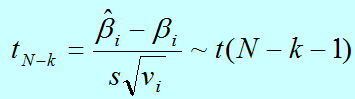 t_{N-k} = \frac{\hat{\beta}_i - \beta_i}{s\sqrt{v_i}} \sim t(N-k-1)